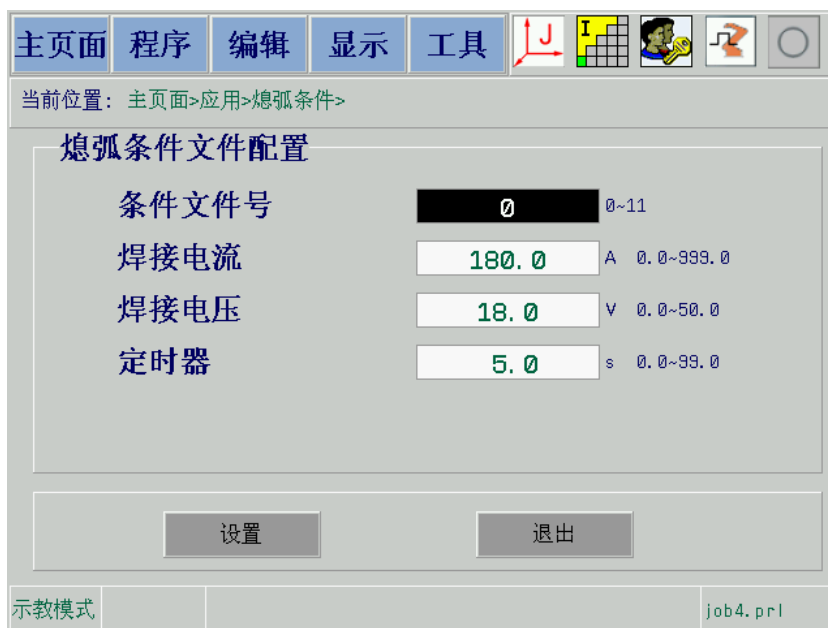 主页面 程序 编辑 显示 工具 J I
当前位置: 主页面>应用>熄弧条件>
熄弧条件文件配置
条件文件号 0 0~11
焊接电流 180.0 A 0.0~999.0
焊接电压 18.0 V 0.0~50.0
定时器 5.0 s 0.0~99.0
设置 退出
示教模式 job4.prl